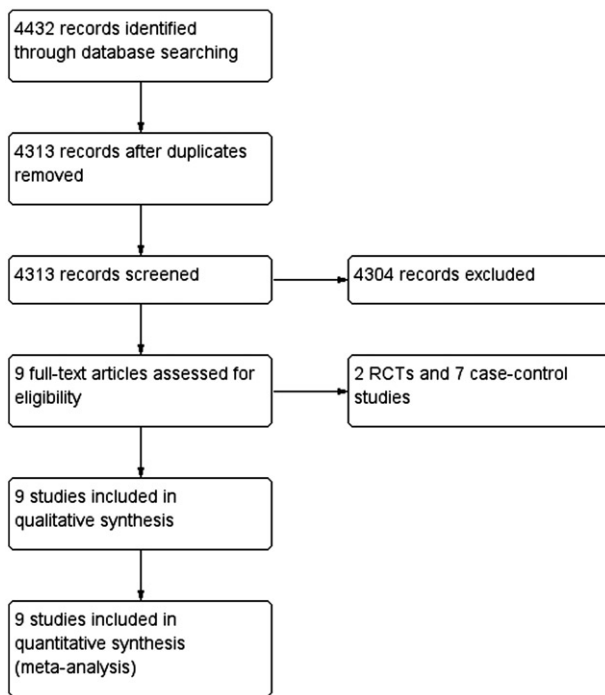 4432 records identified
through database searching
4313 records after duplicates
removed
4313 records screened
4304 records excluded
9 full-text articles assessed for
eligibility
2 RCTs and 7 case-control
studies
9 studies included in
qualitative synthesis
9 studies included in
quantitative synthesis
(meta-analysis)